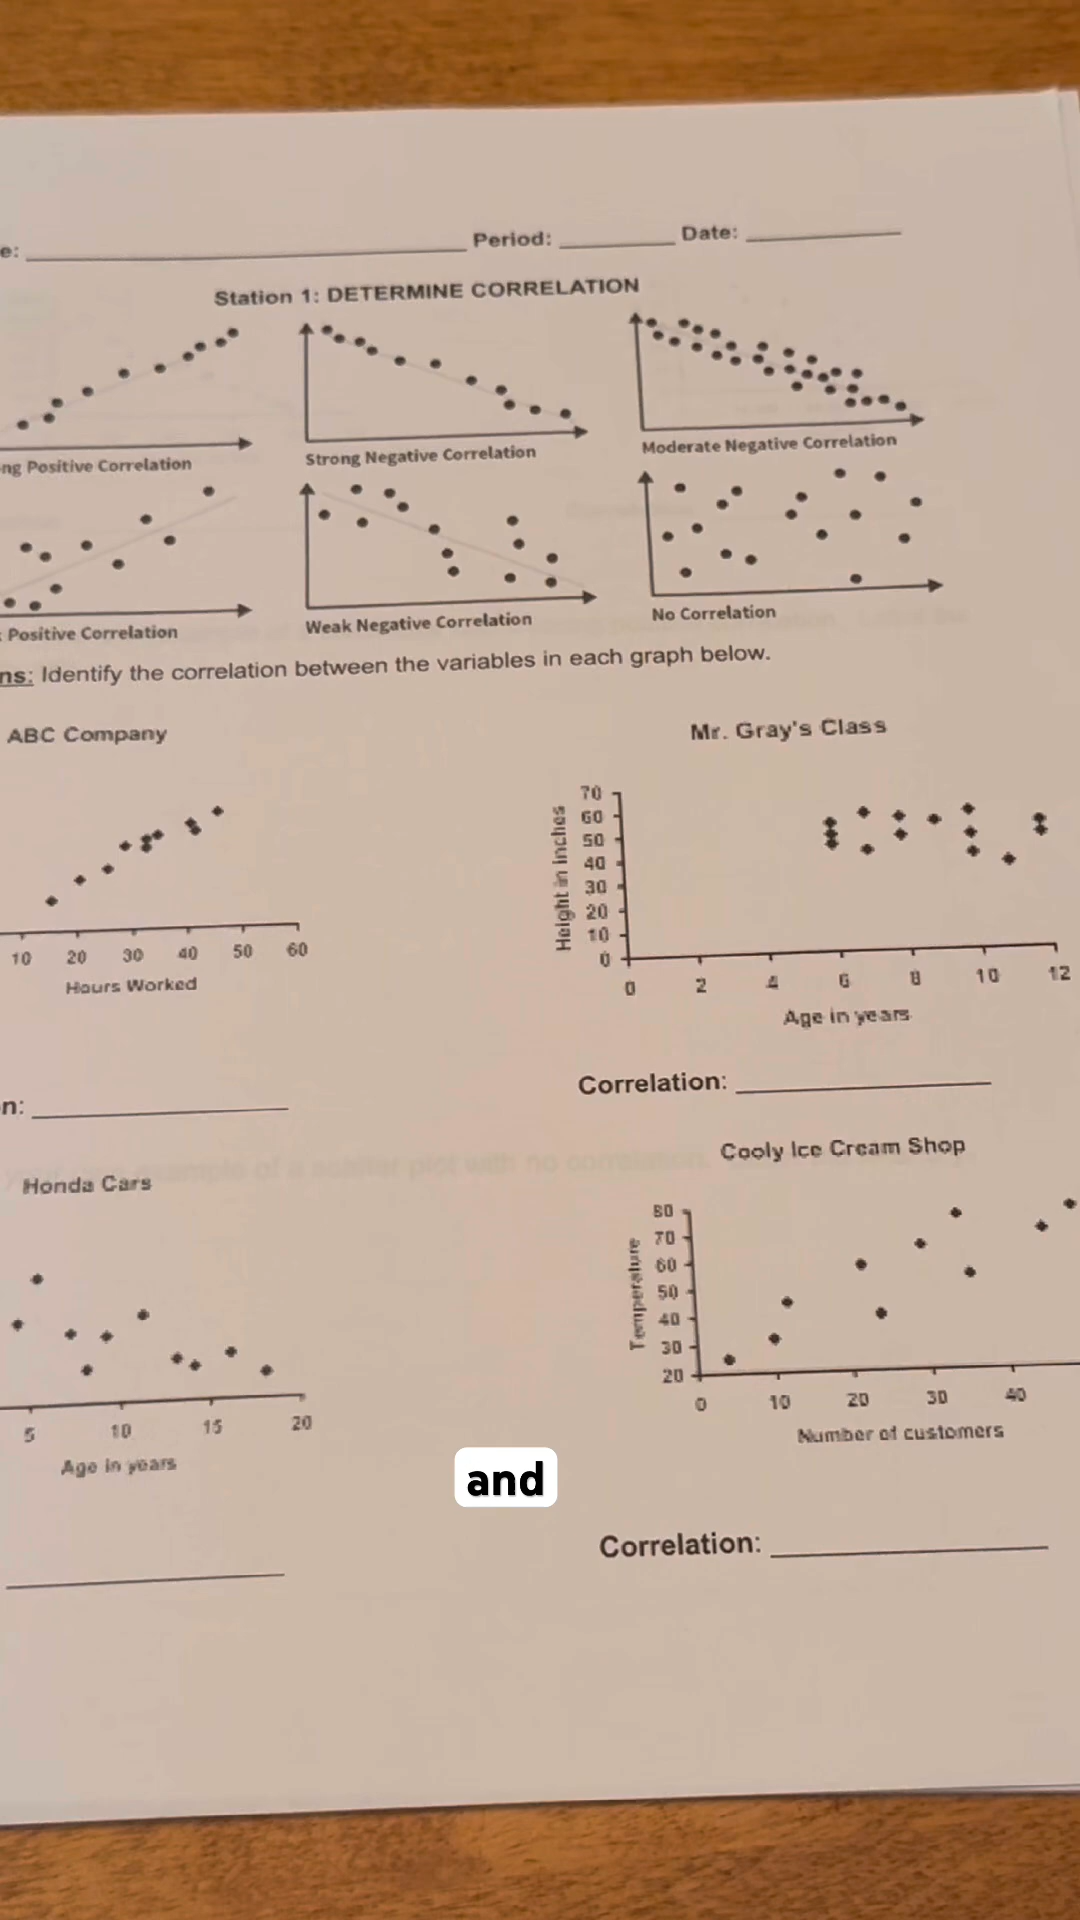 e: Period: Date:
Station 1: DETERMINE CORRELATION
ng Positive Correlation
Strong Negative Correlation
Moderate Negative Correlation
Positive Correlation
Weak Negative Correlation
No Correlation
ns: Identify the correlation between the variables in each graph below.
ABC Company
10 20 30 40 50 60
Hours Worked
n:
Mr. Gray's Class
Height in inches
70
60
50
40
30
20
10
0
0 2 4 6 8 10 12
Age in years
Correlation:
Honda Cars
5 10 15 20
Age in years
Cooly Ice Cream Shop
Temperature
80
70
60
50
40
30
20
0 10 20 30 40
Number of customers
and
Correlation: